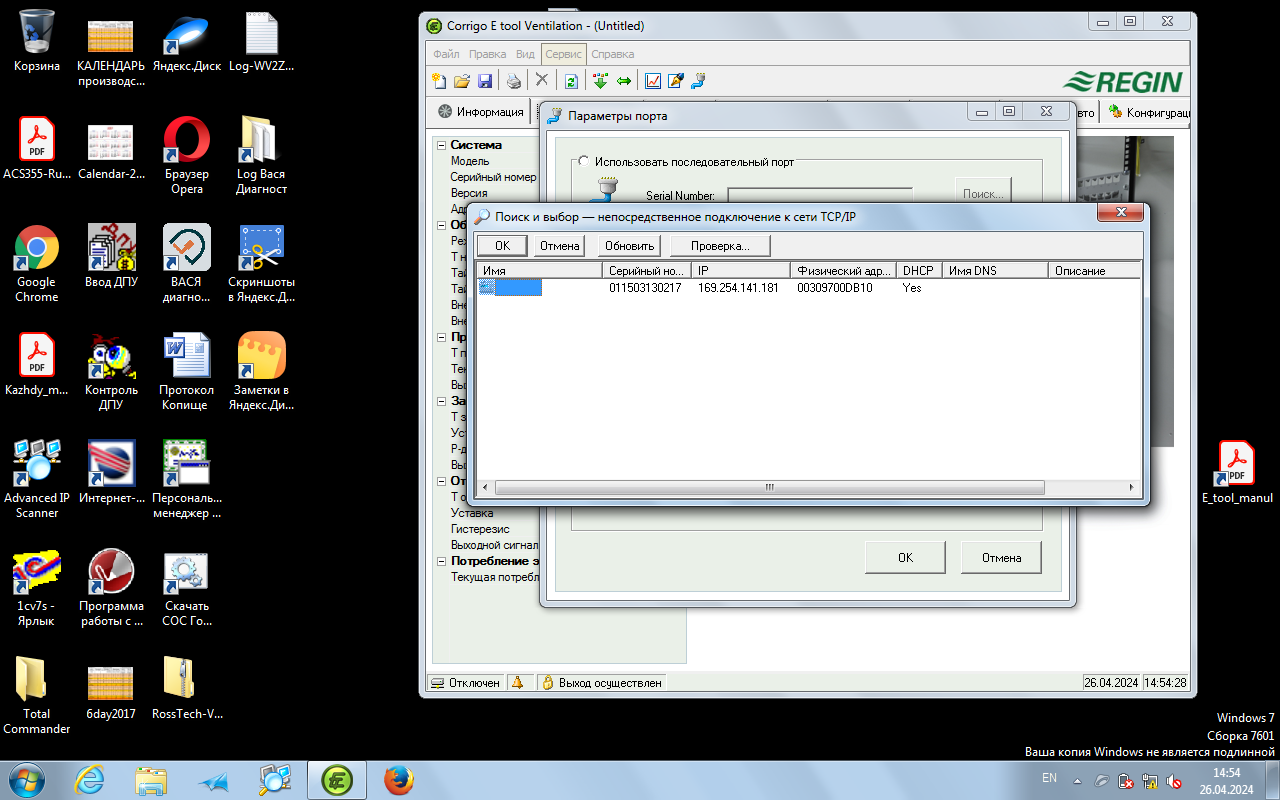 Корзина
КАЛЕНДАРЬ
производс...
Яндекс.Диск
Log-WV2Z...
ACS355-Ru...
Calendar-2...
Браузер
Opera
Log Вася
Диагност
Google
Chrome
Ввод ДПУ
ВАСЯ
диагно...
Скриншоты
в Яндекс.Д...
Kazhdy_m...
Контроль
ДПУ
Протокол
Копище
Заметки в
Яндекс.Ди...
Advanced IP
Scanner
Интернет-...
Персональ...
менеджер ...
1cv7s -
Ярлык
Программа
работы с ...
Скачать
СОС Го...
Total
Commander
6day2017
RossTech-V...
Corrigo E tool Ventilation - (Untitled)
Файл Правка Вид Сервис Справка
REGIN
Информация
вто
Конфигурац
Система
Модель
Серийный номер
Версия
Т п
Уставка
Гистерезис
Выходной сигнал
Потребление э
Текущая потребл
Параметры порта
Использовать последовательный порт
Serial Number:
Поиск...
Поиск и выбор — непосредственное подключение к сети TCP/IP
OK Отмена Обновить Проверка...
Имя Серийный но... IP Физический адр... DHCP Имя DNS Описание
011503130217 169.254.141.181 00309700DB10 Yes
OK Отмена
Отключен
Выход осуществлен
26.04.2024 14:54:28
E_tool_manul
Windows 7
Сборка 7601
Ваша копия Windows не является подлинной
EN
14:54
26.04.2024